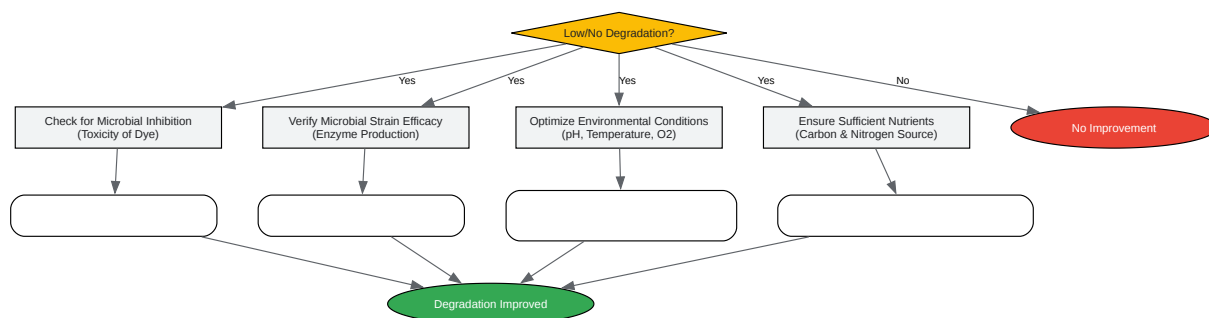 Low/No Degradation?
Yes
Yes
Yes
Yes
No
Check for Microbial Inhibition
(Toxicity of Dye)
Verify Microbial Strain Efficacy
(Enzyme Production)
Optimize Environmental Conditions
(pH, Temperature, O2)
Ensure Sufficient Nutrients
(Carbon & Nitrogen Source)
No Improvement
Degradation Improved